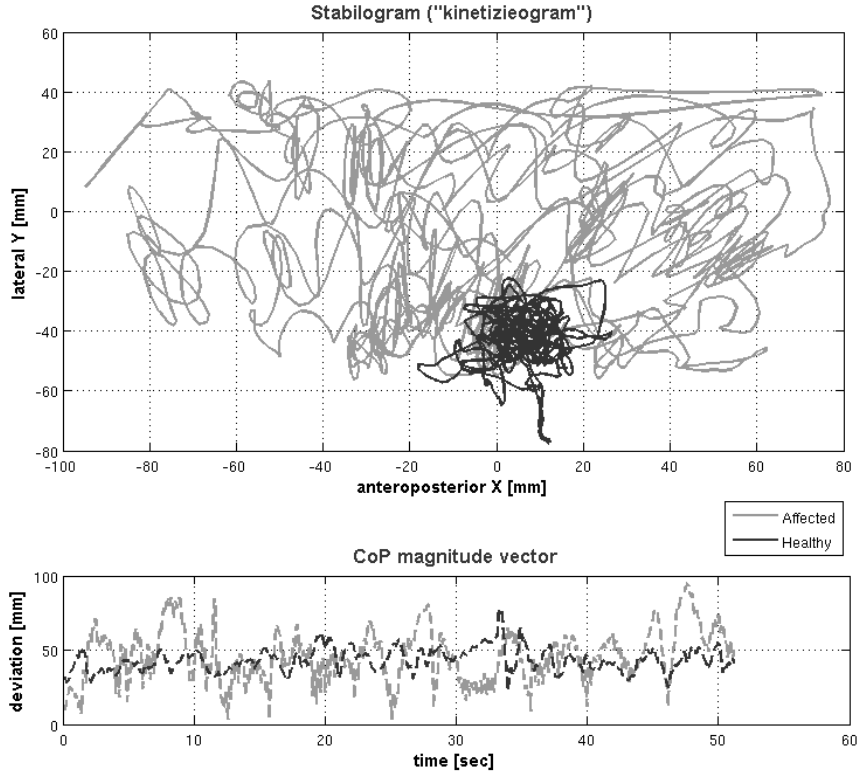 Stabilogram ("kinetizieogram")
60
40
20
0
-20
-40
-60
-80
lateral Y [mm]
-100 -80 -60 -40 -20 0 20 40 60 80
anteroposterior X [mm]
Affected
Healthy
CoP magnitude vector
100
50
0
deviation [mm]
0 10 20 30 40 50 60
time [sec]